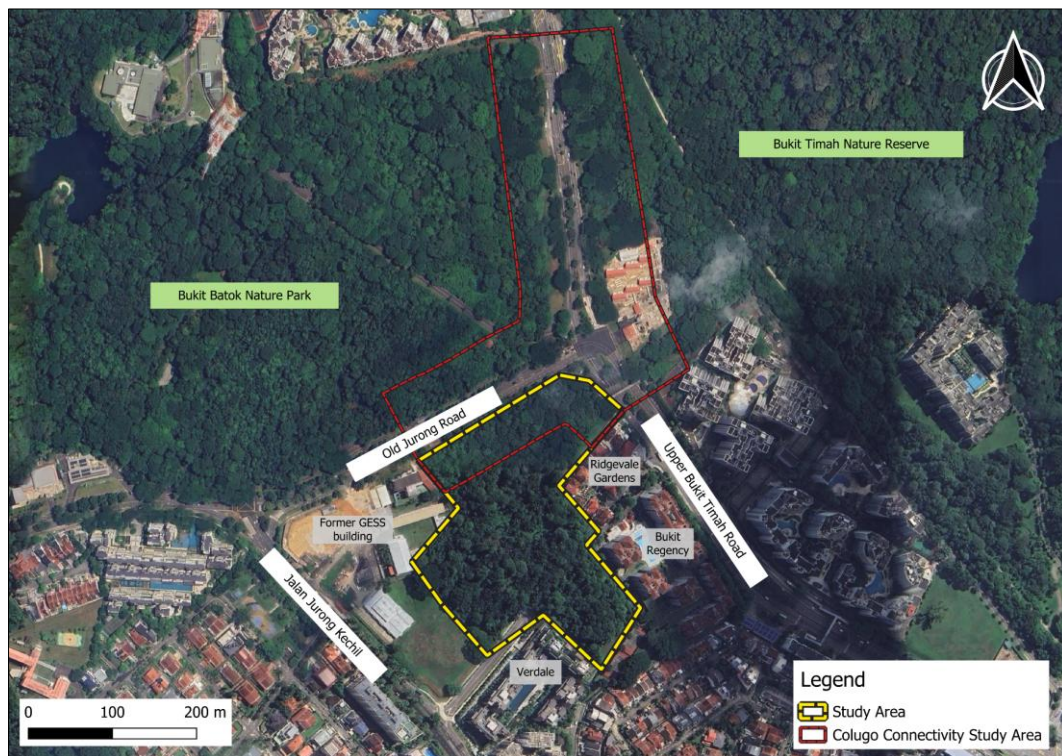 Bukit Timah Nature Reserve
Bukit Batok Nature Park
Old Jurong Road
Ridgevale
Gardens
Upper Bukit Timah Road
Former GESS
building
Bukit
Regency
Jalan Jurong Kechil
Verdale
Legend
Study Area
Colugo Connectivity Study Area
0 100 200 m